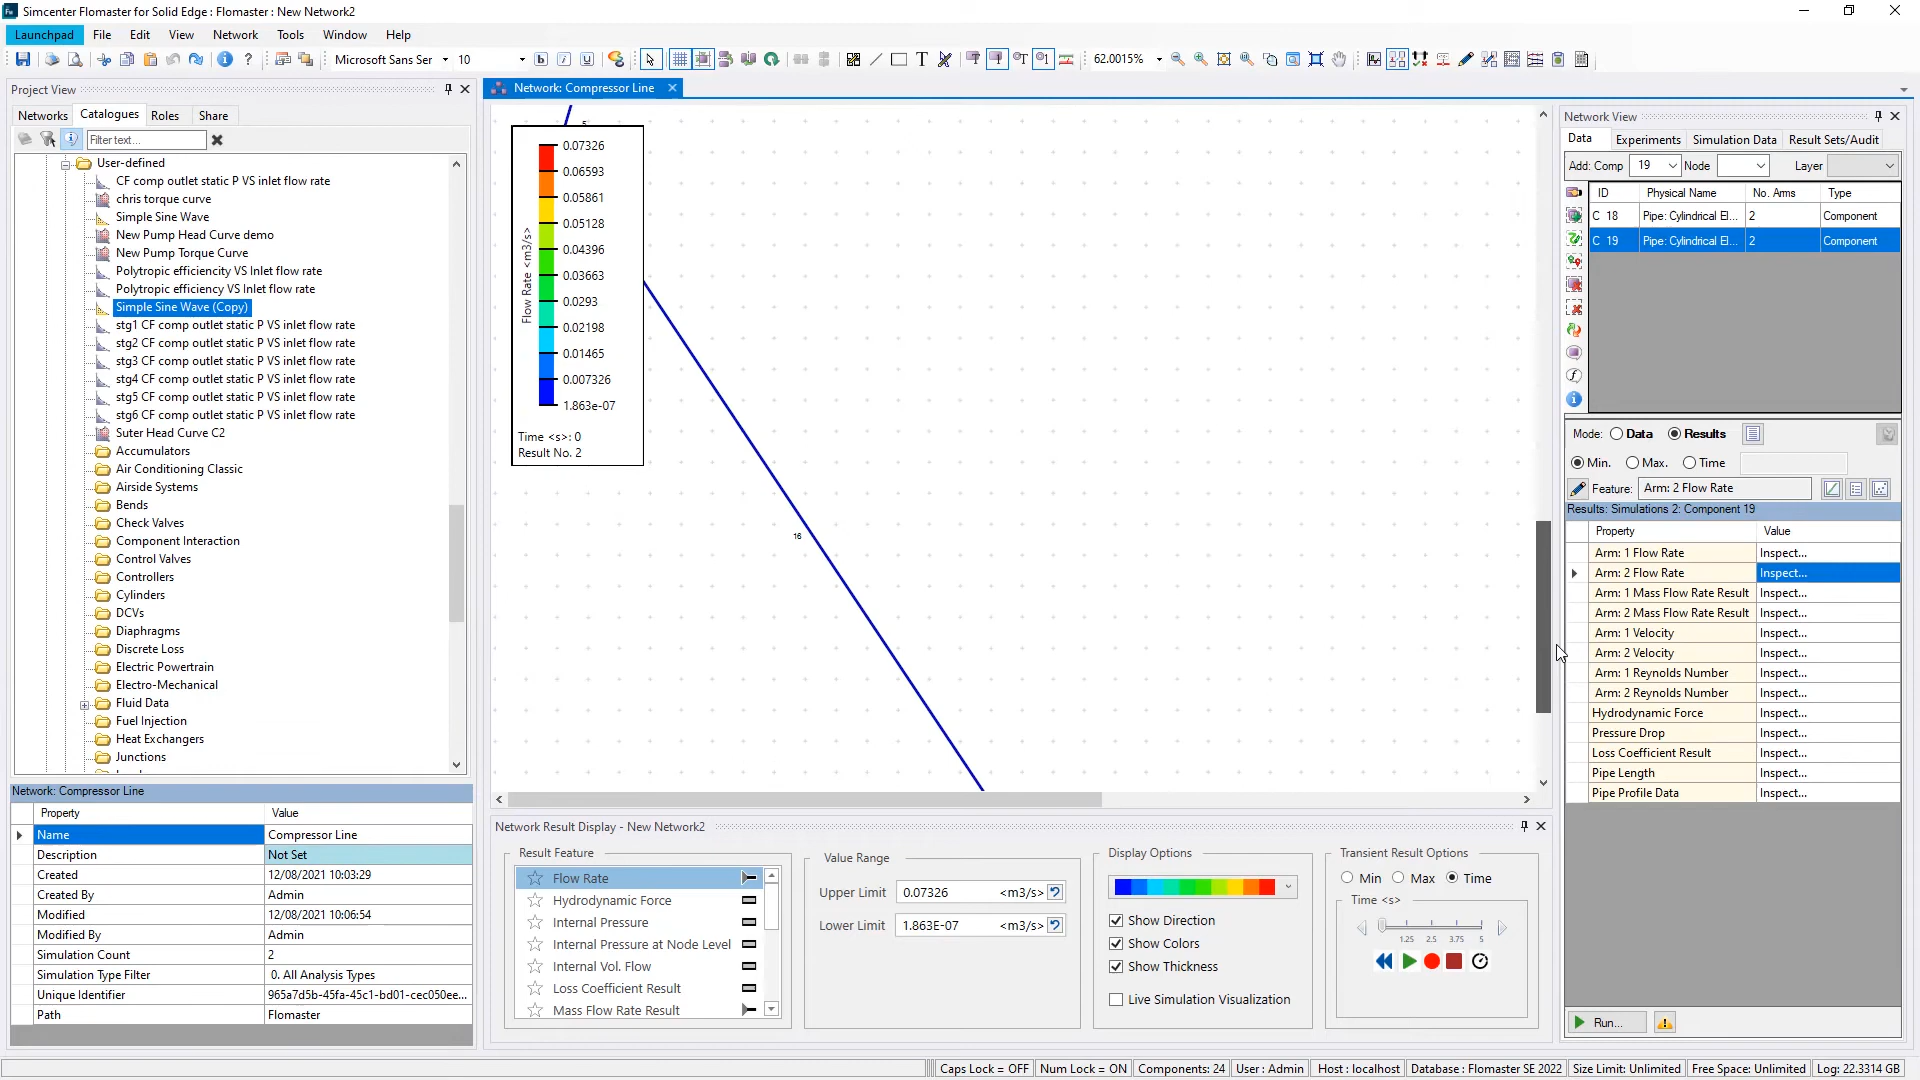 Simcenter Flomaster for Solid Edge : Flomaster : New Network2
Launchpad File Edit View Network Tools Window Help
Microsoft Sans Ser 10 b i u 62.0015%
Project View
Networks Catalogues Roles Share
Filter text...
User-defined
CF comp outlet static P VS inlet flow rate
chris torque curve
Simple Sine Wave
New Pump Head Curve demo
New Pump Torque Curve
Polytropic efficiencity VS Inlet flow rate
Polytropic efficiency VS Inlet flow rate
Simple Sine Wave (Copy)
stg1 CF comp outlet static P VS inlet flow rate
stg2 CF comp outlet static P VS inlet flow rate
stg3 CF comp outlet static P VS inlet flow rate
stg4 CF comp outlet static P VS inlet flow rate
stg5 CF comp outlet static P VS inlet flow rate
stg6 CF comp outlet static P VS inlet flow rate
Suter Head Curve C2
Accumulators
Air Conditioning Classic
Airside Systems
Bends
Check Valves
Component Interaction
Control Valves
Controllers
Cylinders
DCVs
Diaphragms
Discrete Loss
Electric Powertrain
Electro-Mechanical
Fluid Data
Fuel Injection
Heat Exchangers
Junctions
Network: Compressor Line
Property Value
Name Compressor Line
Description Not Set
Created 12/08/2021 10:03:29
Created By Admin
Modified 12/08/2021 10:06:54
Modified By Admin
Simulation Count 2
Simulation Type Filter 0. All Analysis Types
Unique Identifier 965a7d5b-45fa-45c1-bd01-cec050ee...
Path Flomaster
Network: Compressor Line
Flow Rate <m3/s>
0.07326
0.06593
0.05861
0.05128
0.04396
0.03663
0.0293
0.02198
0.01465
0.007326
1.863e-07
Time <s>: 0
Result No. 2
16
Network Result Display - New Network2
Result Feature
Flow Rate
Hydrodynamic Force
Internal Pressure
Internal Pressure at Node Level
Internal Vol. Flow
Loss Coefficient Result
Mass Flow Rate Result
Value Range
Upper Limit 0.07326 <m3/s>
Lower Limit 1.863E-07 <m3/s>
Display Options
Show Direction
Show Colors
Show Thickness
Live Simulation Visualization
Transient Result Options
Min Max Time
Time <s>
1.25 2.5 3.75 5
Network View
Data Experiments Simulation Data Result Sets/Audit
Add: Comp 19 Node Layer
ID Physical Name No. Arms Type
C 18 Pipe: Cylindrical El... 2 Component
C 19 Pipe: Cylindrical El... 2 Component
Mode: Data Results
Min. Max. Time
Feature: Arm: 2 Flow Rate
Results: Simulations 2: Component 19
Property Value
Arm: 1 Flow Rate Inspect...
Arm: 2 Flow Rate Inspect...
Arm: 1 Mass Flow Rate Result Inspect...
Arm: 2 Mass Flow Rate Result Inspect...
Arm: 1 Velocity Inspect...
Arm: 2 Velocity Inspect...
Arm: 1 Reynolds Number Inspect...
Arm: 2 Reynolds Number Inspect...
Hydrodynamic Force Inspect...
Pressure Drop Inspect...
Loss Coefficient Result Inspect...
Pipe Length Inspect...
Pipe Profile Data Inspect...
Run...
Caps Lock = OFF Num Lock = ON Components: 24 User : Admin Host : localhost Database : Flomaster SE 2022 Size Limit: Unlimited Free Space: Unlimited Log: 22.3314 GB